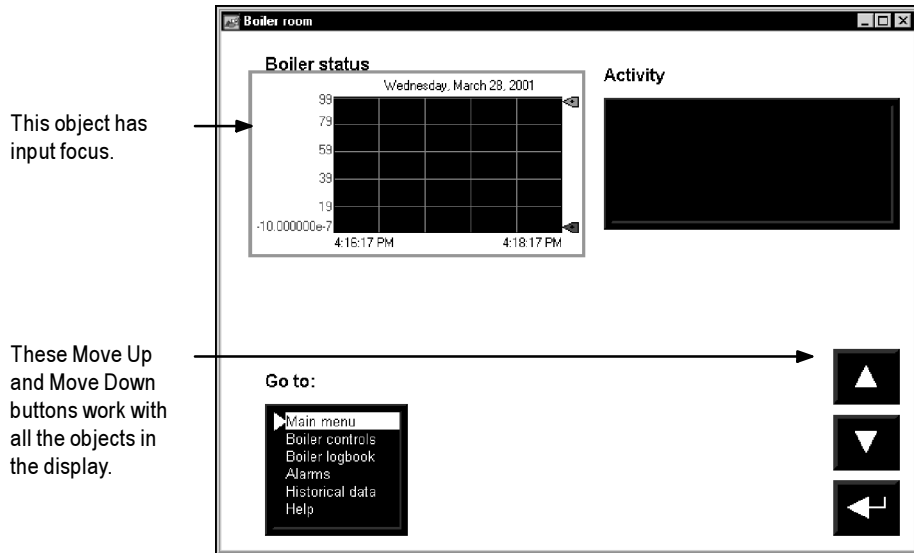 Boiler room
Boiler status
Activity
Wednesday, March 28, 2001
99
79
59
39
19
-10.000000e-7
4:16:17 PM
4:18:17 PM
This object has
input focus.
These Move Up
and Move Down
buttons work with
all the objects in
the display.
Go to:
Main menu
Boiler controls
Boiler logbook
Alarms
Historical data
Help